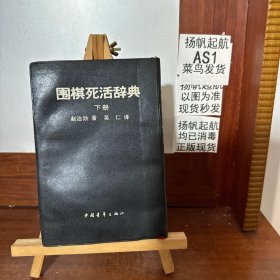 围棋死活辞典
下册
赵治勋 著 吴 仁 译
中国青年出版社
扬帆起航
AS1
菜鸟发货
扬帆起航
以图为准
现货秒发
扬帆起航
均已消毒
正版现货